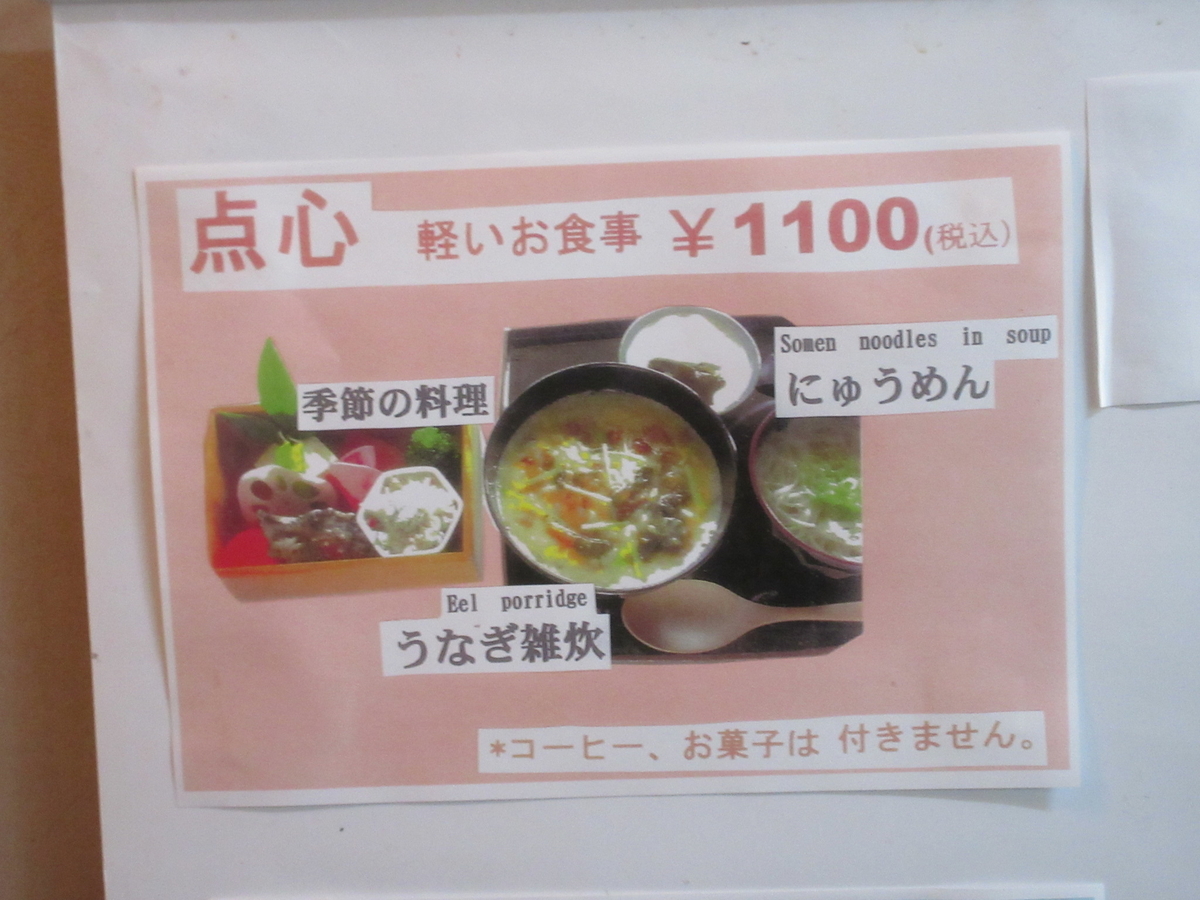 点心 軽いお食事 ¥1100(税込)
Somen noodles in soup
にゅうめん
季節の料理
Eel porridge
うなぎ雑炊
*コーヒー、お菓子は 付きません。